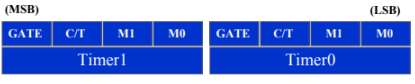 (MSB) (LSB)
GATE C/T M1 M0 GATE C/T M1 M0
Timer1 Timer0